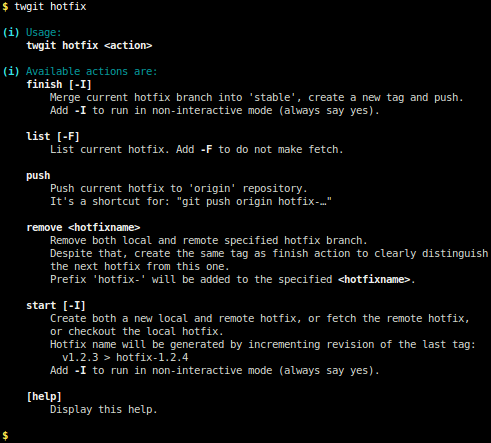 $ twgit hotfix
(i) Usage:
twgit hotfix <action>
(i) Available actions are:
finish [-I]
Merge current hotfix branch into 'stable', create a new tag and push.
Add -I to run in non-interactive mode (always say yes).
list [-F]
List current hotfix. Add -F to do not make fetch.
push
Push current hotfix to 'origin' repository.
It's a shortcut for: "git push origin hotfix-…"
remove <hotfixname>
Remove both local and remote specified hotfix branch.
Despite that, create the same tag as finish action to clearly distinguish
the next hotfix from this one.
Prefix 'hotfix-' will be added to the specified <hotfixname>.
start [-I]
Create both a new local and remote hotfix, or fetch the remote hotfix,
or checkout the local hotfix.
Hotfix name will be generated by incrementing revision of the last tag:
v1.2.3 > hotfix-1.2.4
Add -I to run in non-interactive mode (always say yes).
[help]
Display this help.
$